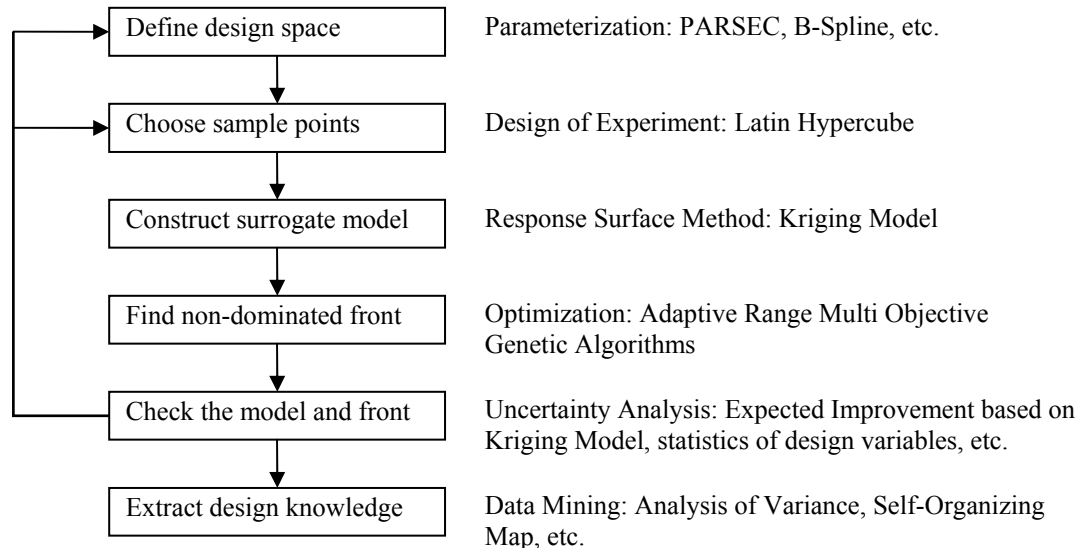 Define design space
Parameterization: PARSEC, B-Spline, etc.
Choose sample points
Design of Experiment: Latin Hypercube
Construct surrogate model
Response Surface Method: Kriging Model
Find non-dominated front
Optimization: Adaptive Range Multi Objective
Genetic Algorithms
Check the model and front
Uncertainty Analysis: Expected Improvement based on
Kriging Model, statistics of design variables, etc.
Extract design knowledge
Data Mining: Analysis of Variance, Self-Organizing
Map, etc.